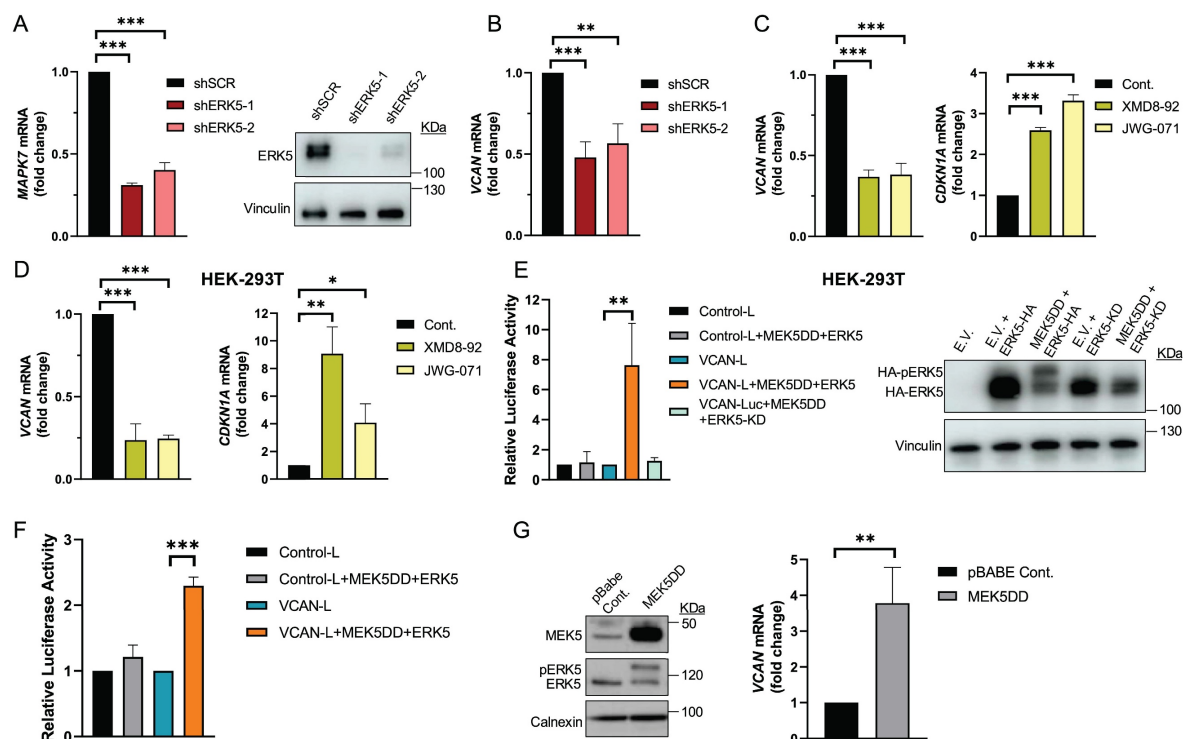 A
***
***
MAPK7 mRNA
(fold change)
1.0
0.5
0.0
shSCR
shERK5-1
shERK5-2
shSCR
shERK5-1
shERK5-2
KDa
ERK5
100
130
Vinculin
B
**
***
VCAN mRNA
(fold change)
1.0
0.5
0.0
shSCR
shERK5-1
shERK5-2
C
***
***
VCAN mRNA
(fold change)
1.0
0.5
0.0
***
***
CDKN1A mRNA
(fold change)
4
3
2
1
0
Cont.
XMD8-92
JWG-071
D
HEK-293T
***
***
VCAN mRNA
(fold change)
1.0
0.5
0.0
*
**
CDKN1A mRNA
(fold change)
12
10
8
6
4
2
0
Cont.
XMD8-92
JWG-071
E
HEK-293T
**
Relative Luciferase Activity
12
10
8
6
4
2
0
Control-L
Control-L+MEK5DD+ERK5
VCAN-L
VCAN-L+MEK5DD+ERK5
VCAN-Luc+MEK5DD
+ERK5-KD
E.V.
E.V. +
ERK5-HA
MEK5DD +
ERK5-HA
E.V. +
ERK5-KD
MEK5DD +
ERK5-KD
KDa
HA-pERK5
HA-ERK5
100
130
Vinculin
F
***
Relative Luciferase Activity
3
2
1
0
Control-L
Control-L+MEK5DD+ERK5
VCAN-L
VCAN-L+MEK5DD+ERK5
G
pBabe
Cont.
MEK5DD
KDa
50
MEK5
pERK5
ERK5
120
100
Calnexin
**
VCAN mRNA
(fold change)
5
4
3
2
1
0
pBABE Cont.
MEK5DD